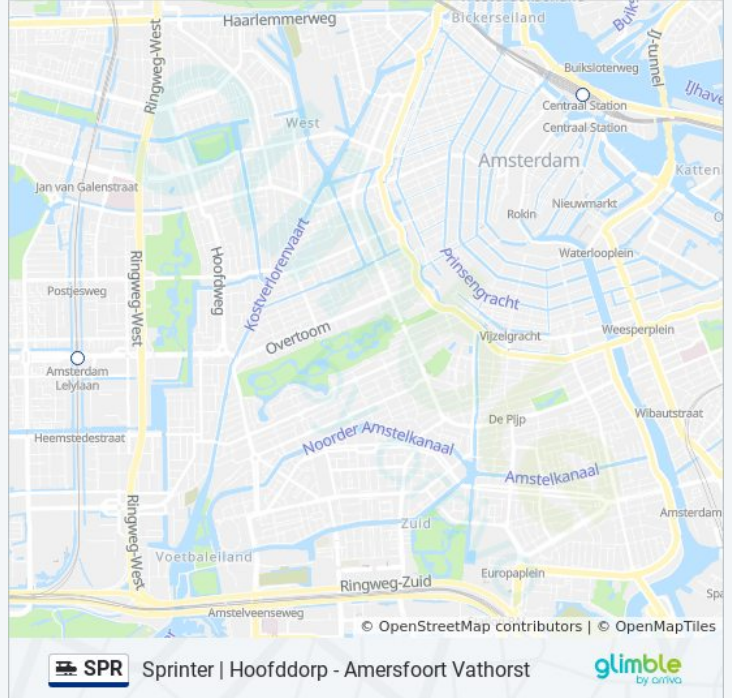 Haarlemmerweg
Bickerseiland
Ringweg-West
IJ-tunnel
Buiksloterweg
Centraal Station
Centraal Station
West
Amsterdam
Jan van Galenstraat
Nieuwmarkt
Rokin
Waterlooplein
Kostverlorenvaart
Hoofdweg
Prinsengracht
Postjesweg
Ringweg-West
Overtoom
Vijzelgracht
Weesperplein
Amsterdam
Lelylaan
De Pijp
Wibautstraat
Heemstedestraat
Noorder Amstelkanaal
Amstelkanaal
Ringweg-West
Amsterdam
Zuid
Voetbaleiland
Europaplein
Ringweg-Zuid
Amstelveenseweg
© OpenStreetMap contributors | © OpenMapTiles
SPR Sprinter | Hoofddorp - Amersfoort Vathorst
glimble
by arriva